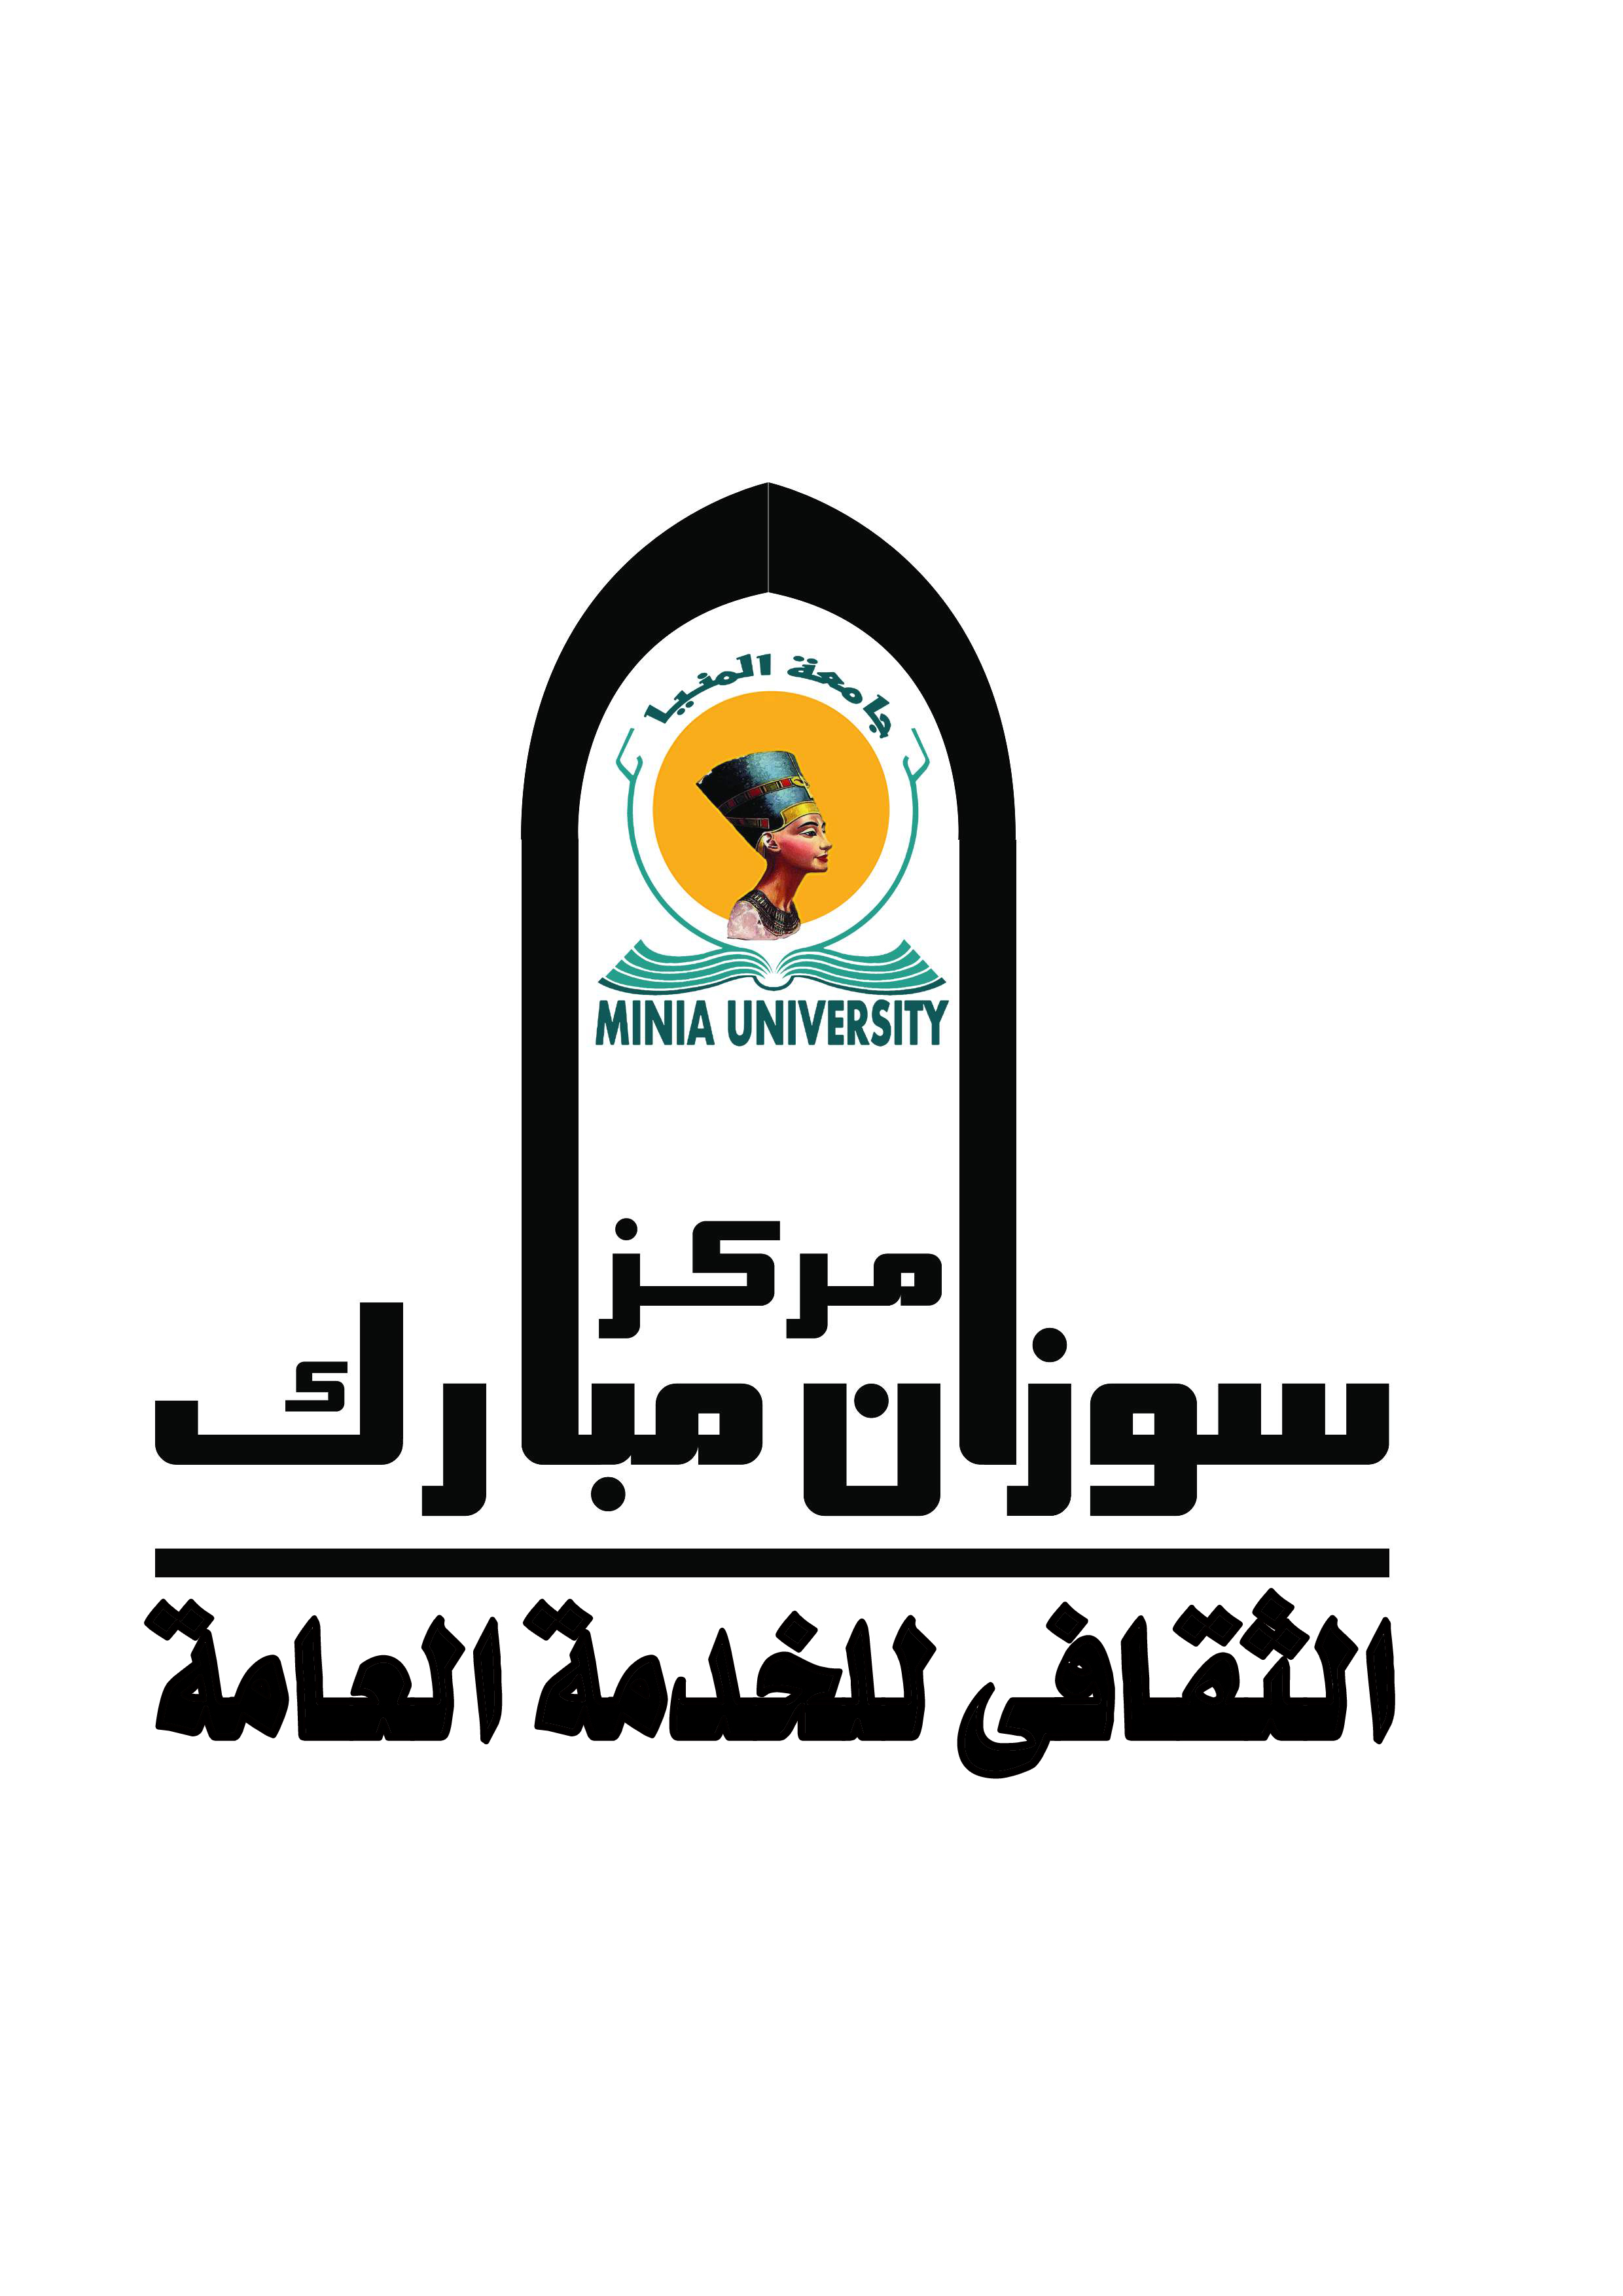 جامعة المنيا
MINIA UNIVERSITY
مركز
سوزان مبارك
الثقافى للخدمة العامة